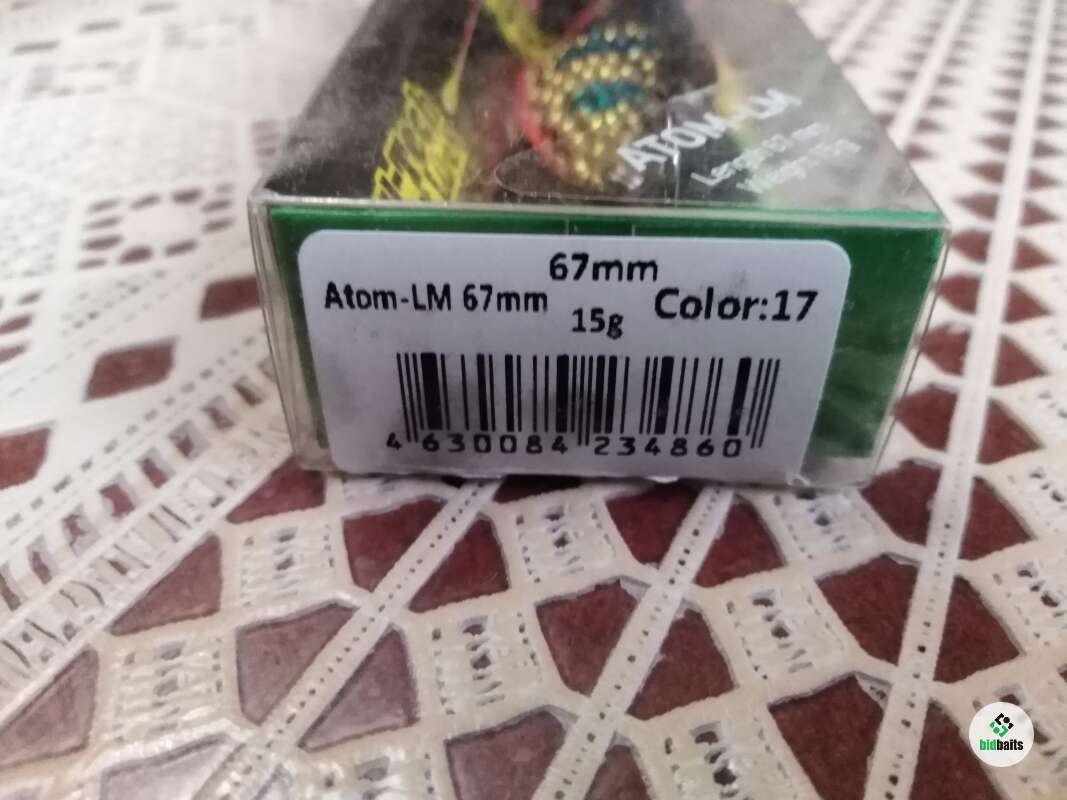 ATOM-LM
67mm
Atom-LM 67mm
15g
Color:17
4 630084 234860
bidbaits